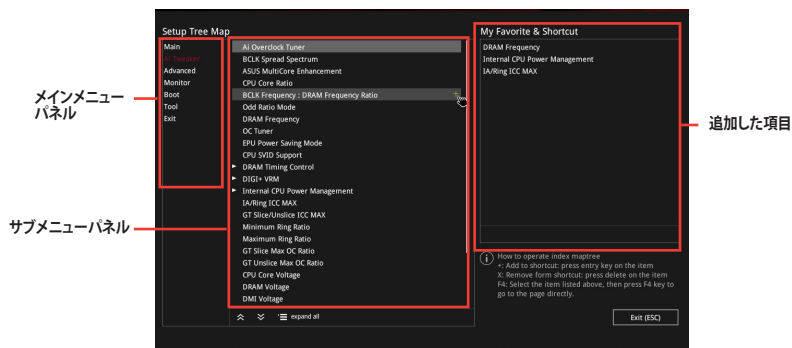 Setup Tree Map
Main
Ai Tweaker
Advanced
Monitor
Boot
Tool
Exit
メインメニュー
パネル
サブメニューパネル
Ai Overclock Tuner
BCLK Spread Spectrum
ASUS MultiCore Enhancement
CPU Core Ratio
BCLK Frequency : DRAM Frequency Ratio +
Odd Ratio Mode
DRAM Frequency
OC Tuner
EPU Power Saving Mode
CPU SVID Support
DRAM Timing Control
DIGI+ VRM
Internal CPU Power Management
IA/Ring ICC MAX
GT Slice/Unslice ICC MAX
Minimum Ring Ratio
Maximum Ring Ratio
GT Slice Max OC Ratio
GT Unslice Max OC Ratio
CPU Core Voltage
DRAM Voltage
DMI Voltage
expand all
My Favorite & Shortcut
DRAM Frequency
Internal CPU Power Management
IA/Ring ICC MAX
追加した項目
How to operate index maptree
+: Add to shortcut: press entry key on the item
X: Remove form shortcut: press delete on the item
F4: Select the item listed above, then press F4 key to
go to the page directly.
Exit (ESC)